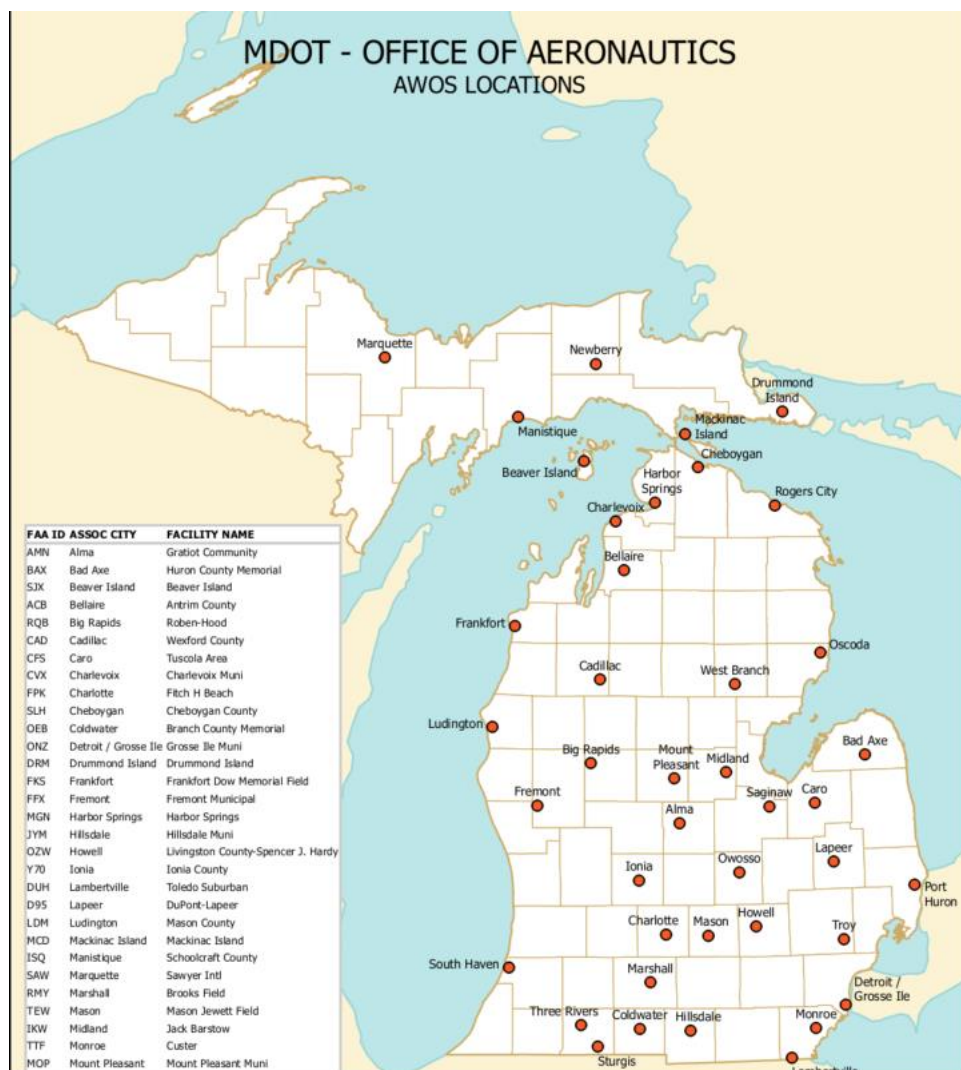 MDOT - OFFICE OF AERONAUTICS
AWOS LOCATIONS
Marquette
Newberry
Drummond
Island
Manistique
Mackinac
Island
Beaver Island
Cheboygan
Harbor
Springs
Rogers City
Charlevoix
Bellaire
Frankfort
Oscoda
Cadillac
West Branch
Ludington
Bad Axe
Big Rapids
Mount
Pleasant
Midland
Fremont
Saginaw
Caro
Alma
Lapeer
Ionia
Owosso
Port
Huron
Charlotte
Mason
Howell
Troy
South Haven
Marshall
Detroit /
Grosse Ile
Three Rivers
Coldwater
Hillsdale
Monroe
Sturgis
Lambertville
FAA ID ASSOC CITY FACILITY NAME
AMN Alma Gratiot Community
BAX Bad Axe Huron County Memorial
SJX Beaver Island Beaver Island
ACB Bellaire Antrim County
RQB Big Rapids Roben-Hood
CAD Cadillac Wexford County
CFS Caro Tuscola Area
CVX Charlevoix Charlevoix Muni
FPK Charlotte Fitch H Beach
SLH Cheboygan Cheboygan County
OEB Coldwater Branch County Memorial
ONZ Detroit / Grosse Ile Grosse Ile Muni
DRM Drummond Island Drummond Island
FKS Frankfort Frankfort Dow Memorial Field
FFX Fremont Fremont Municipal
MGN Harbor Springs Harbor Springs
JYM Hillsdale Hillsdale Muni
OZW Howell Livingston County-Spencer J. Hardy
Y70 Ionia Ionia County
DUH Lambertville Toledo Suburban
D95 Lapeer DuPont-Lapeer
LDM Ludington Mason County
MCD Mackinac Island Mackinac Island
ISQ Manistique Schoolcraft County
SAW Marquette Sawyer Intl
RMY Marshall Brooks Field
TEW Mason Mason Jewett Field
IKW Midland Jack Barstow
TTF Monroe Custer
MOP Mount Pleasant Mount Pleasant Muni